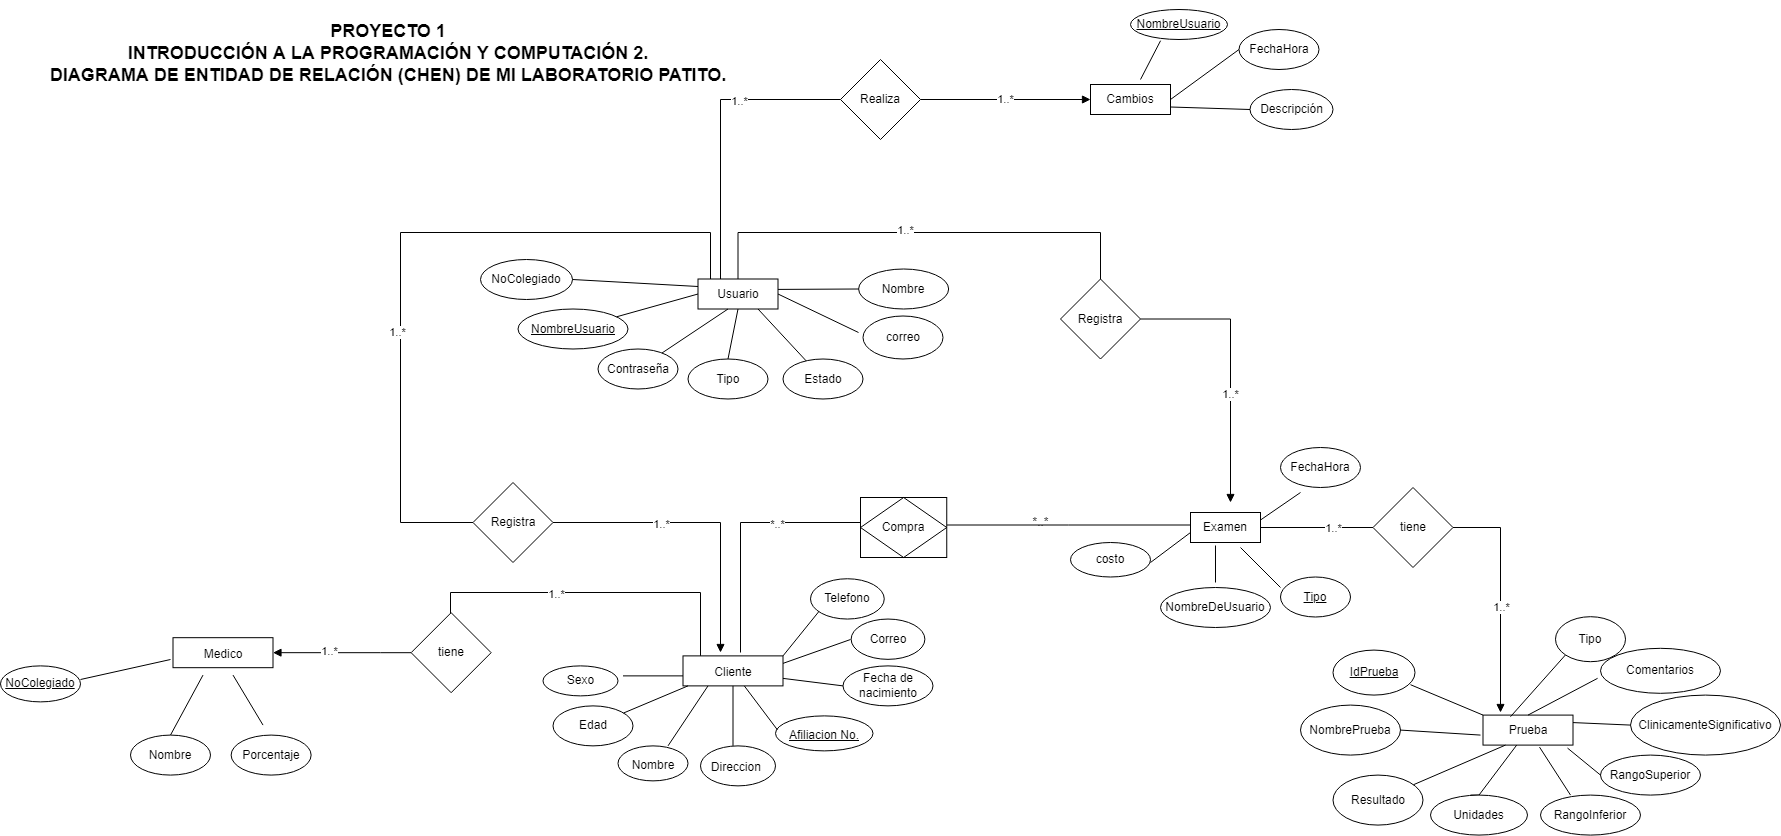 PROYECTO 1
INTRODUCCIÓN A LA PROGRAMACIÓN Y COMPUTACIÓN 2.
DIAGRAMA DE ENTIDAD DE RELACIÓN (CHEN) DE MI LABORATORIO PATITO.
NombreUsuario
FechaHora
1..*
Realiza
1..*
Cambios
Descripción
1..*
NoColegiado
Usuario
Nombre
NombreUsuario
correo
Contraseña
Tipo
Estado
1..*
Registra
1..*
FechaHora
Registra
1..*
*..*
Compra
*..*
Examen
1..*
tiene
costo
NombreDeUsuario
Tipo
1..*
1..*
Telefono
Correo
Medico
1..*
tiene
Cliente
Sexo
Fecha de
nacimiento
NoColegiado
Edad
Afiliacion No.
Nombre
Porcentaje
Nombre
Direccion
Tipo
IdPrueba
Comentarios
NombrePrueba
Prueba
ClinicamenteSignificativo
RangoSuperior
Resultado
Unidades
RangoInferior